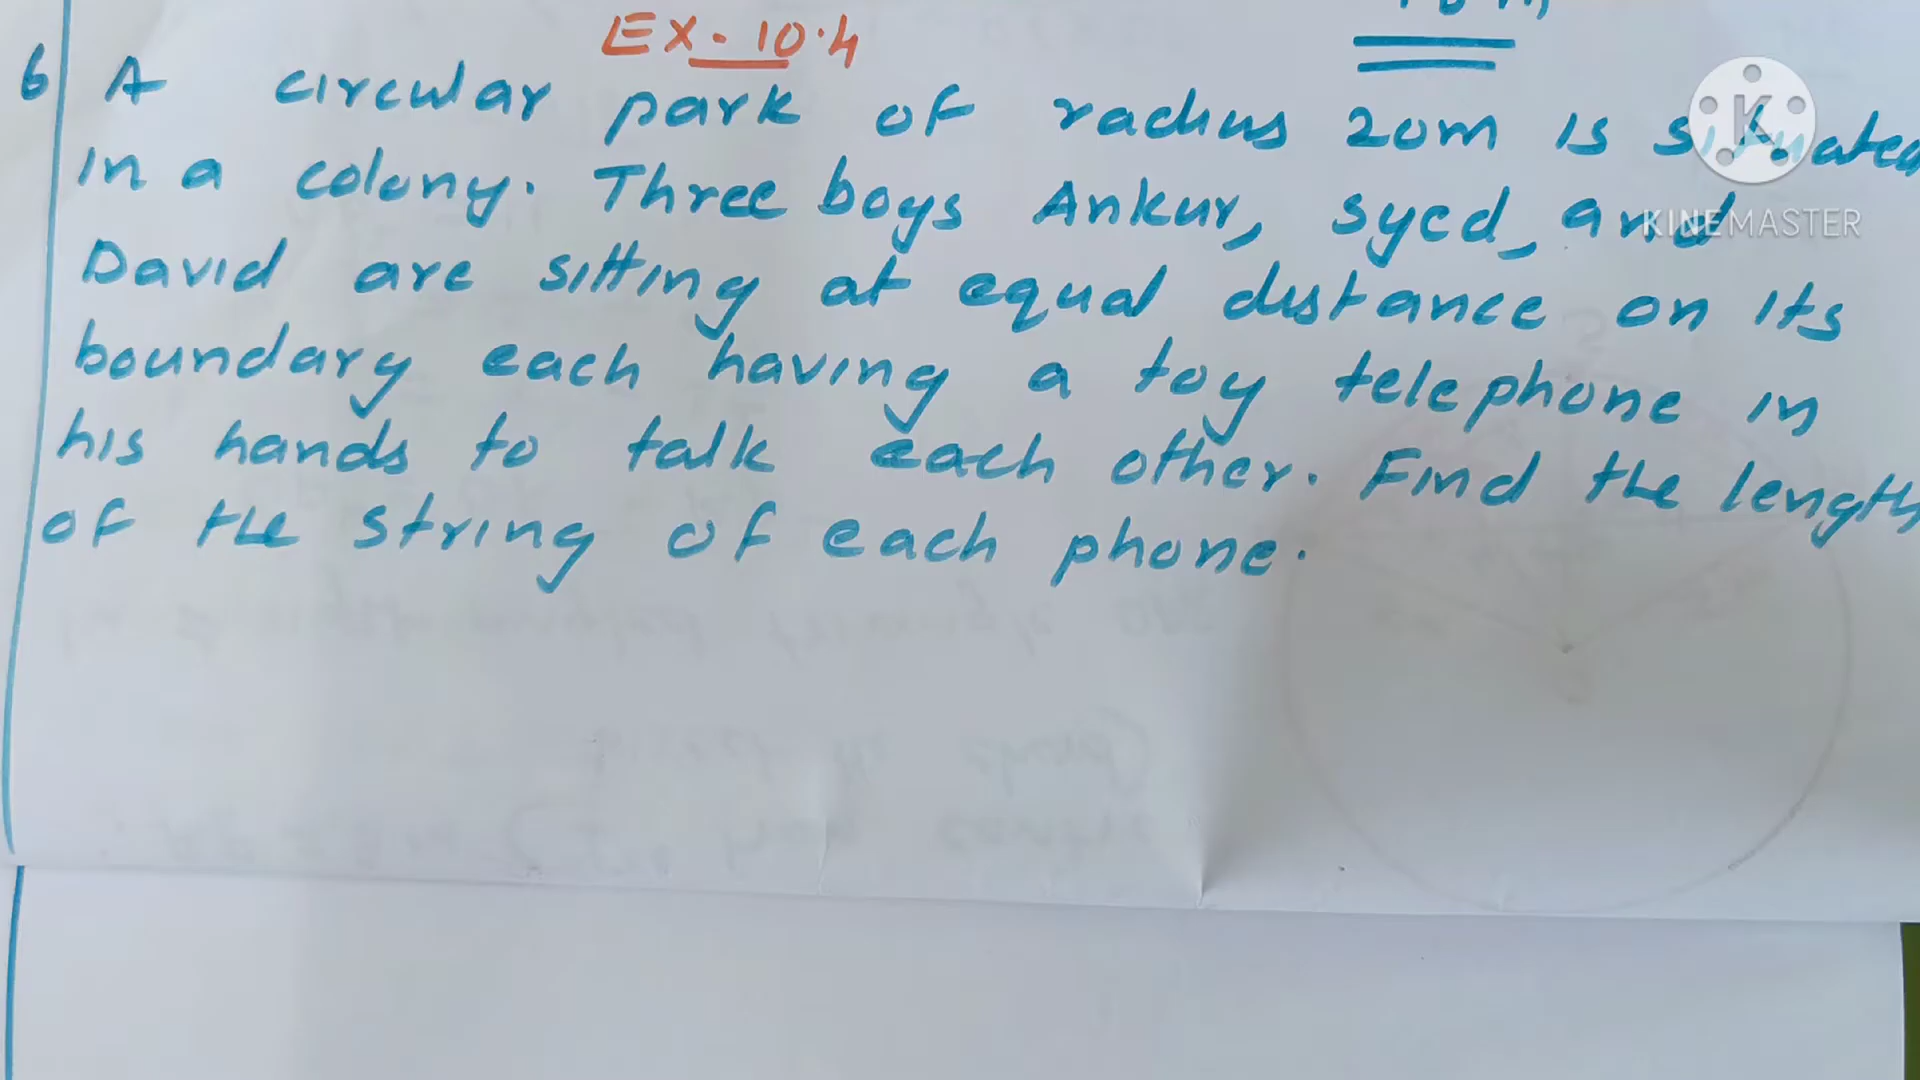 Ex. 10.4
6 A circular park of radius 20m is situated
in a colony. Three boys Ankur, syed, and
David are sitting at equal distance on its
boundary each having a toy telephone in
his hands to talk each other. Find the length
of the string of each phone.
K
KINEMASTER